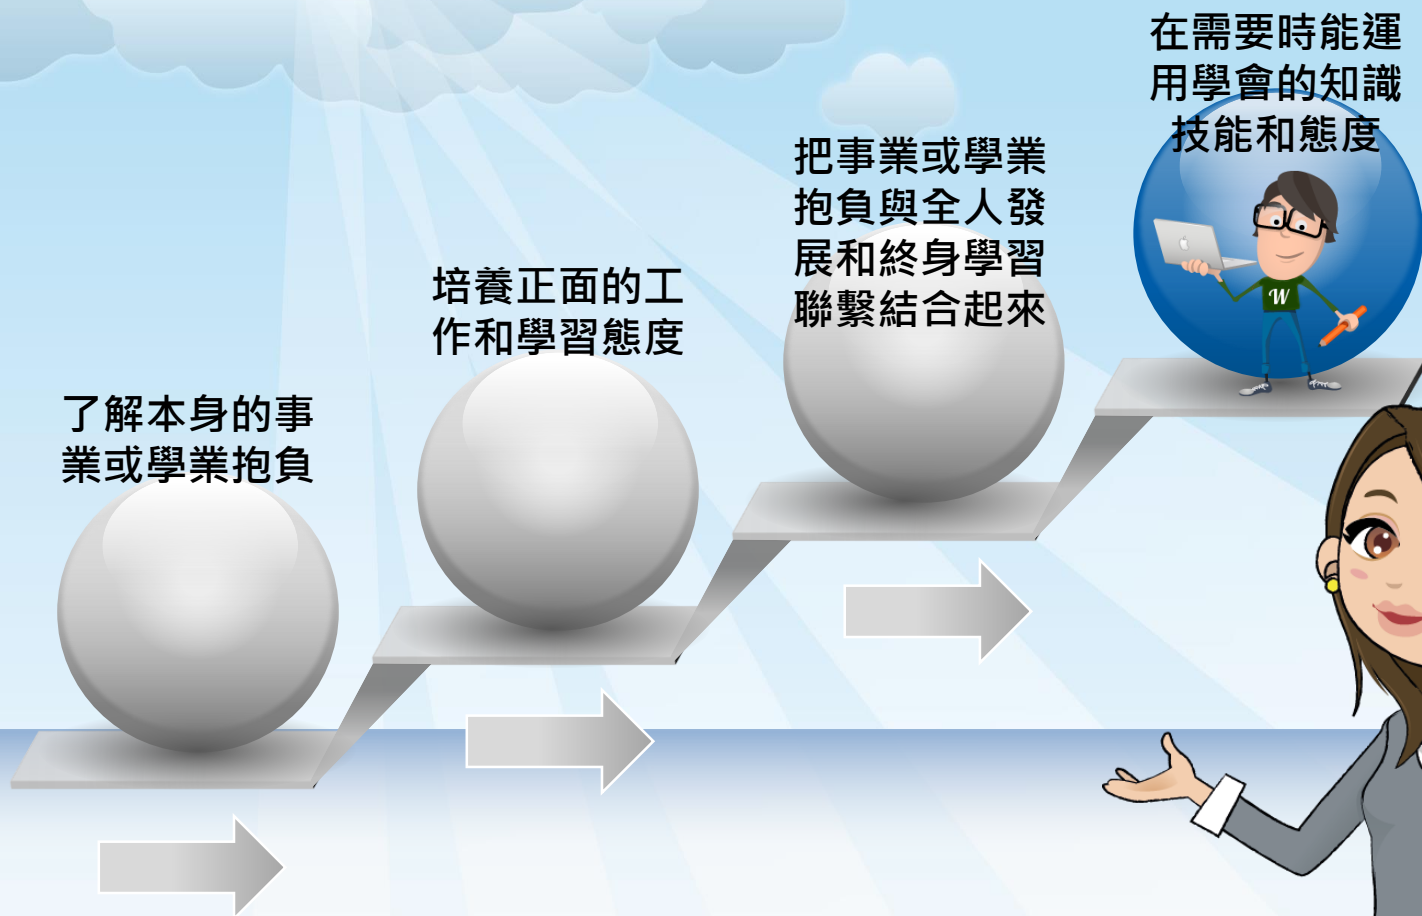 了解本身的事
業或學業抱負
培養正面的工
作和學習態度
把事業或學業
抱負與全人發
展和終身學習
聯繫結合起來
在需要時能運
用學會的知識
技能和態度
W